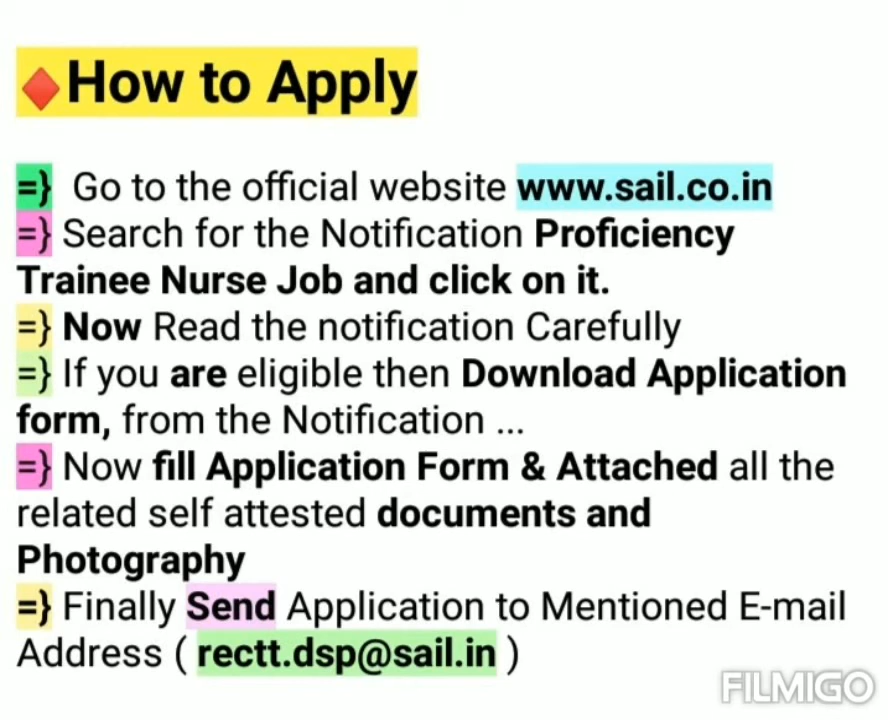 ♦How to Apply
=} Go to the official website www.sail.co.in
=} Search for the Notification Proficiency
Trainee Nurse Job and click on it.
=} Now Read the notification Carefully
=} If you are eligible then Download Application
form, from the Notification ...
=} Now fill Application Form & Attached all the
related self attested documents and
Photography
=} Finally Send Application to Mentioned E-mail
Address ( rectt.dsp@sail.in )
FILMIGO